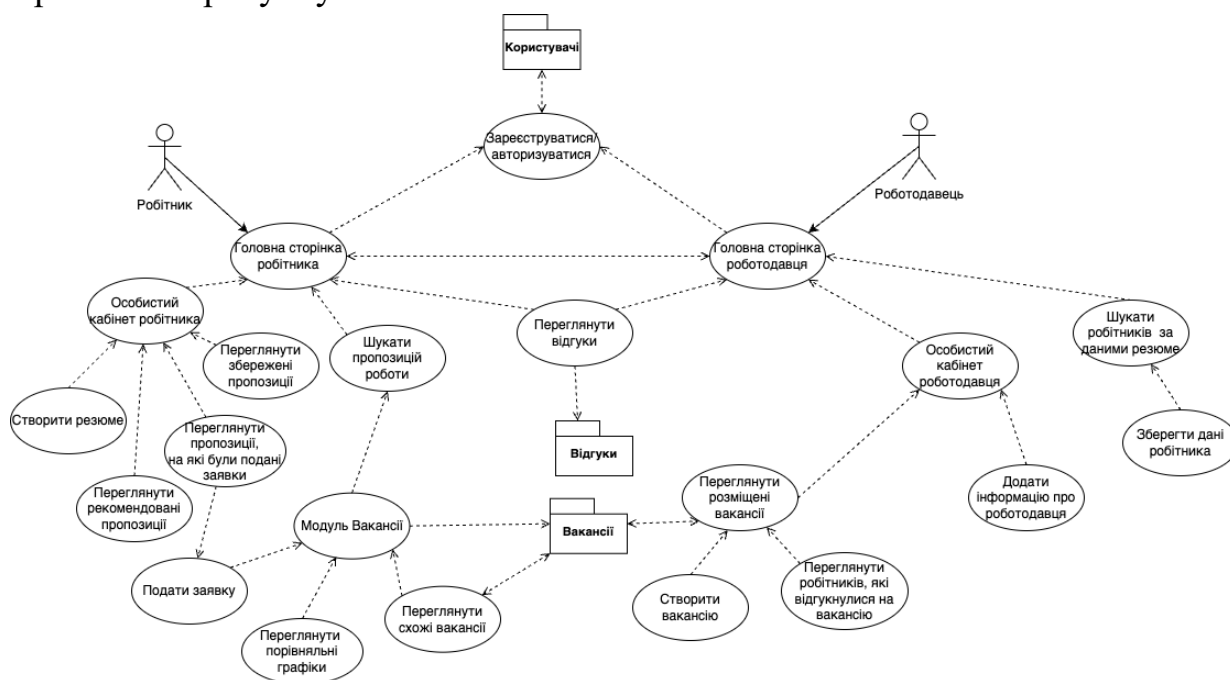 Користувачі
Зареєструватися/
авторизуватися
Робітник
Роботодавець
Головна сторінка
робітника
Головна сторінка
роботодавця
Особистий
кабінет робітника
Переглянути
збережені
пропозиції
Шукати
пропозицій
роботи
Переглянути
відгуки
Особистий
кабінет
роботодавця
Шукати
робітників за
даними резюме
Створити резюме
Переглянути
пропозиції,
на які були подані
заявки
Відгуки
Зберегти дані
робітника
Переглянути
рекомендовані
пропозиції
Модуль Вакансії
Вакансії
Переглянути
розміщені
вакансії
Додати
інформацію про
роботодавця
Подати заявку
Переглянути
порівняльні
графіки
Переглянути
схожі вакансії
Створити
вакансію
Переглянути
робітників, які
відгукнулися на
вакансію